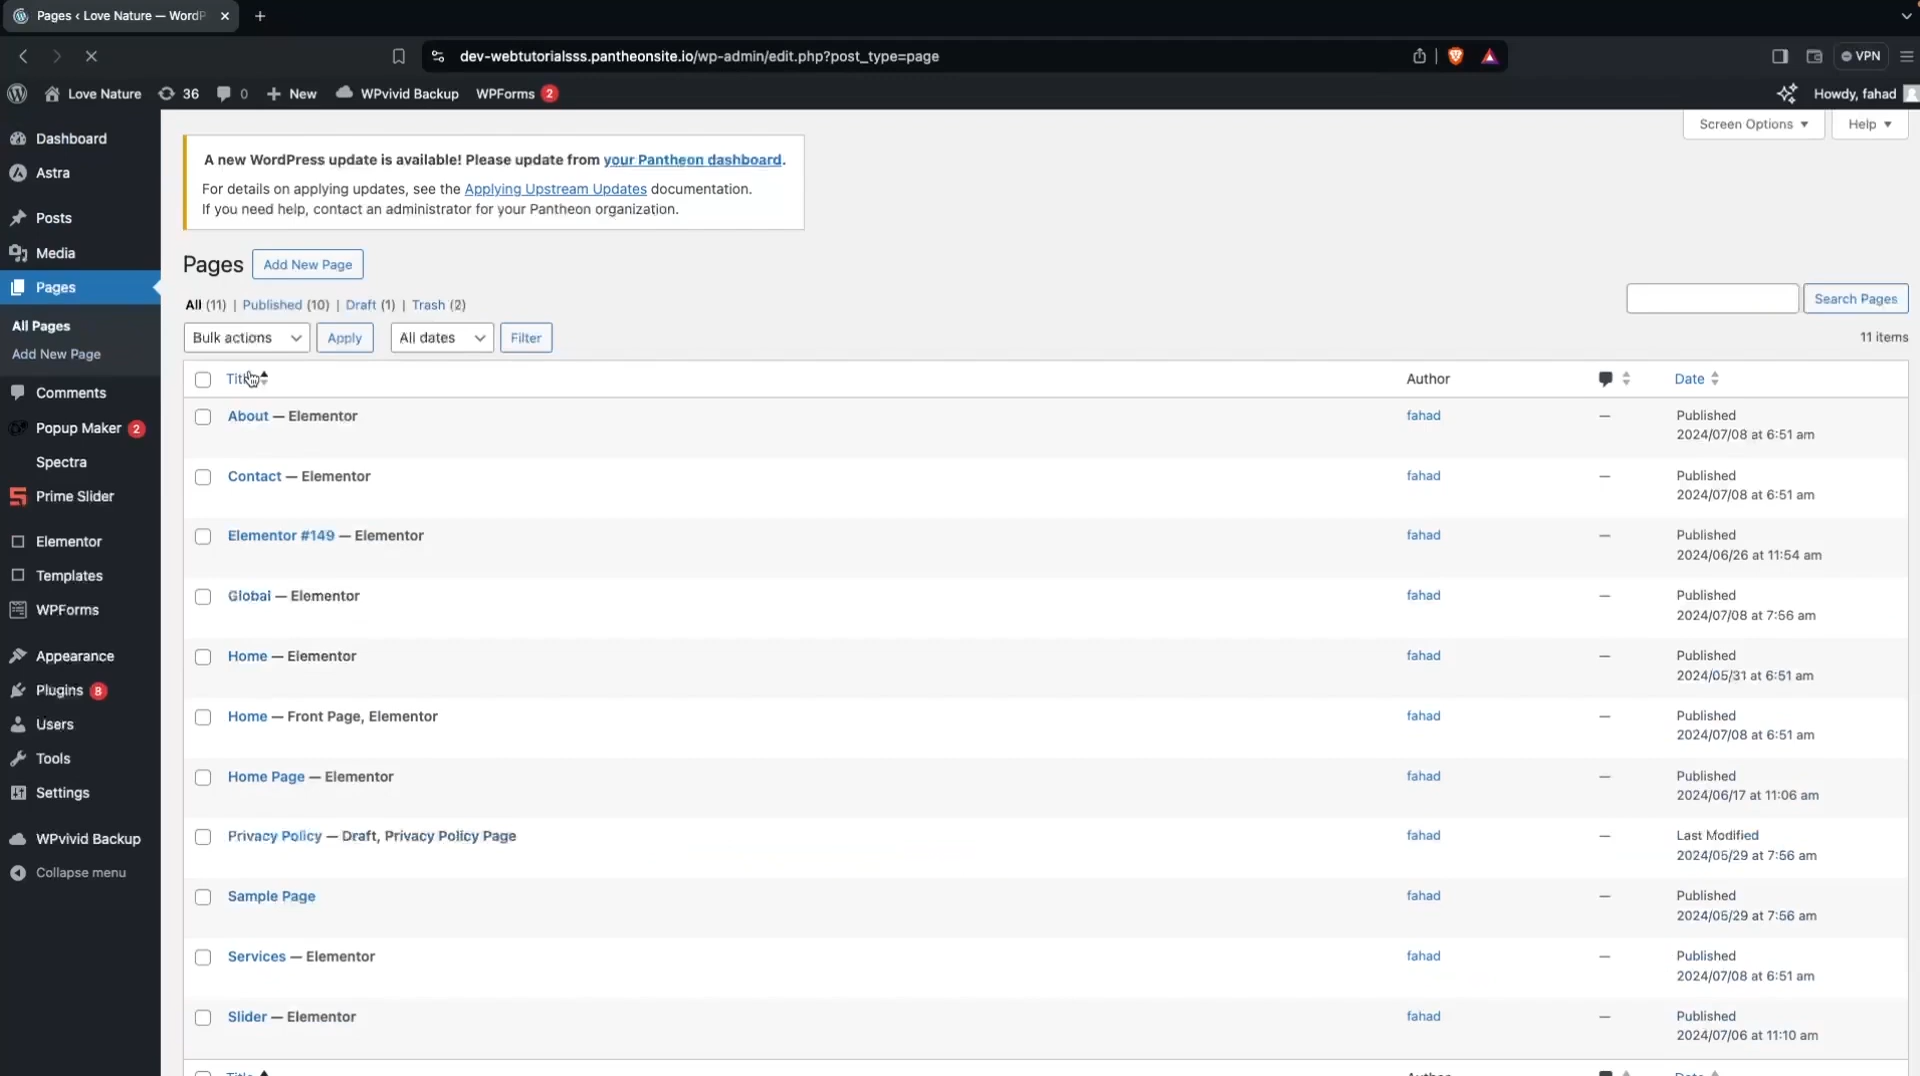 Pages ‹ Love Nature — WordP
dev-webtutorialsss.pantheonsite.io/wp-admin/edit.php?post_type=page
VPN
Love Nature
36
0
New
WPvivid Backup
WPForms 2
Howdy, fahad
Screen Options
Help
Dashboard
Astra
Posts
Media
Pages
All Pages
Add New Page
Comments
Popup Maker 2
Spectra
Prime Slider
Elementor
Templates
WPForms
Appearance
Plugins 8
Users
Tools
Settings
WPvivid Backup
Collapse menu
A new WordPress update is available! Please update from your Pantheon dashboard.
For details on applying updates, see the Applying Upstream Updates documentation.
If you need help, contact an administrator for your Pantheon organization.
Pages Add New Page
All (11) | Published (10) | Draft (1) | Trash (2)
Search Pages
Bulk actions Apply All dates Filter
11 items
Title Author Date
About — Elementor fahad — Published
2024/07/08 at 6:51 am
Contact — Elementor fahad — Published
2024/07/08 at 6:51 am
Elementor #149 — Elementor fahad — Published
2024/06/26 at 11:54 am
Global — Elementor fahad — Published
2024/07/08 at 7:56 am
Home — Elementor fahad — Published
2024/05/31 at 6:51 am
Home — Front Page, Elementor fahad — Published
2024/07/08 at 6:51 am
Home Page — Elementor fahad — Published
2024/06/17 at 11:06 am
Privacy Policy — Draft, Privacy Policy Page fahad — Last Modified
2024/05/29 at 7:56 am
Sample Page fahad — Published
2024/05/29 at 7:56 am
Services — Elementor fahad — Published
2024/07/08 at 6:51 am
Slider — Elementor fahad — Published
2024/07/06 at 11:10 am
Title Author Date